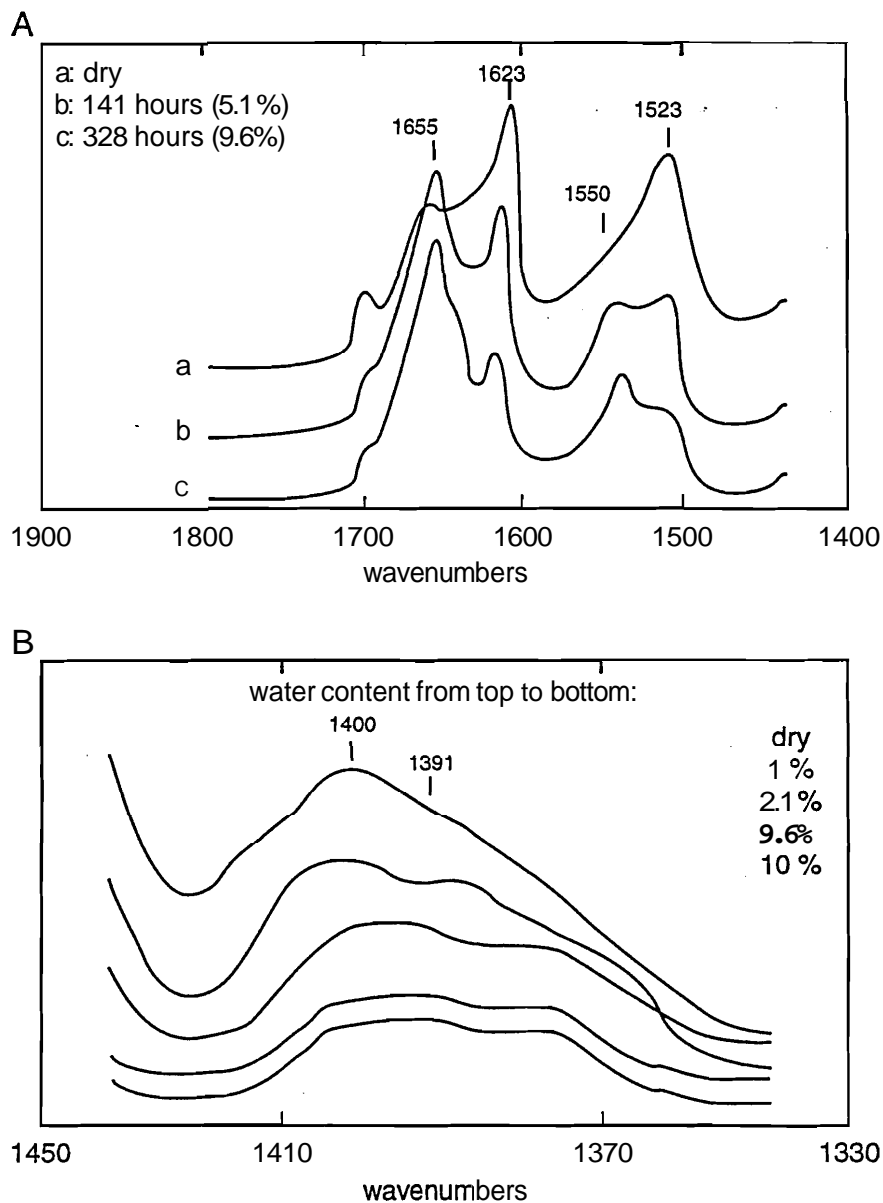 A
a: dry
b: 141 hours (5.1%)
c: 328 hours (9.6%)
1655
1623
1523
1550
a
b
c
1900 1800 1700 1600 1500 1400
wavenumbers
B
water content from top to bottom:
1400
1391
dry
1 %
2.1%
9.6%
10 %
1450 1410 1370 1330
wavenumbers